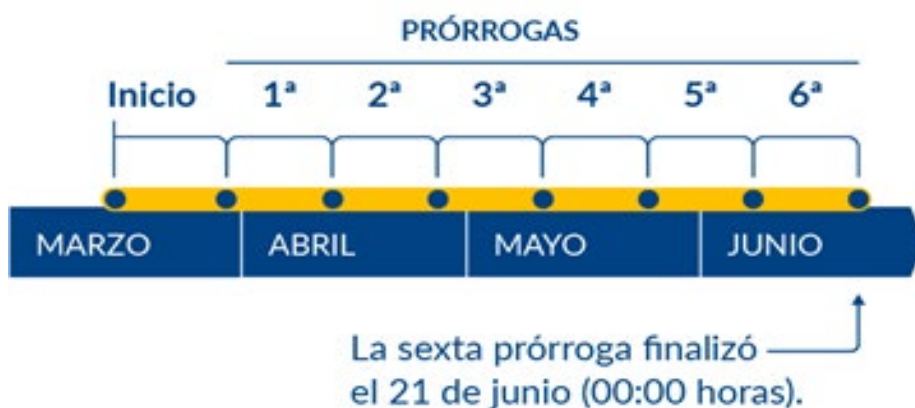 PRÓRROGAS
Inicio 1ª 2ª 3ª 4ª 5ª 6ª
MARZO ABRIL MAYO JUNIO
La sexta prórroga finalizó
el 21 de junio (00:00 horas).